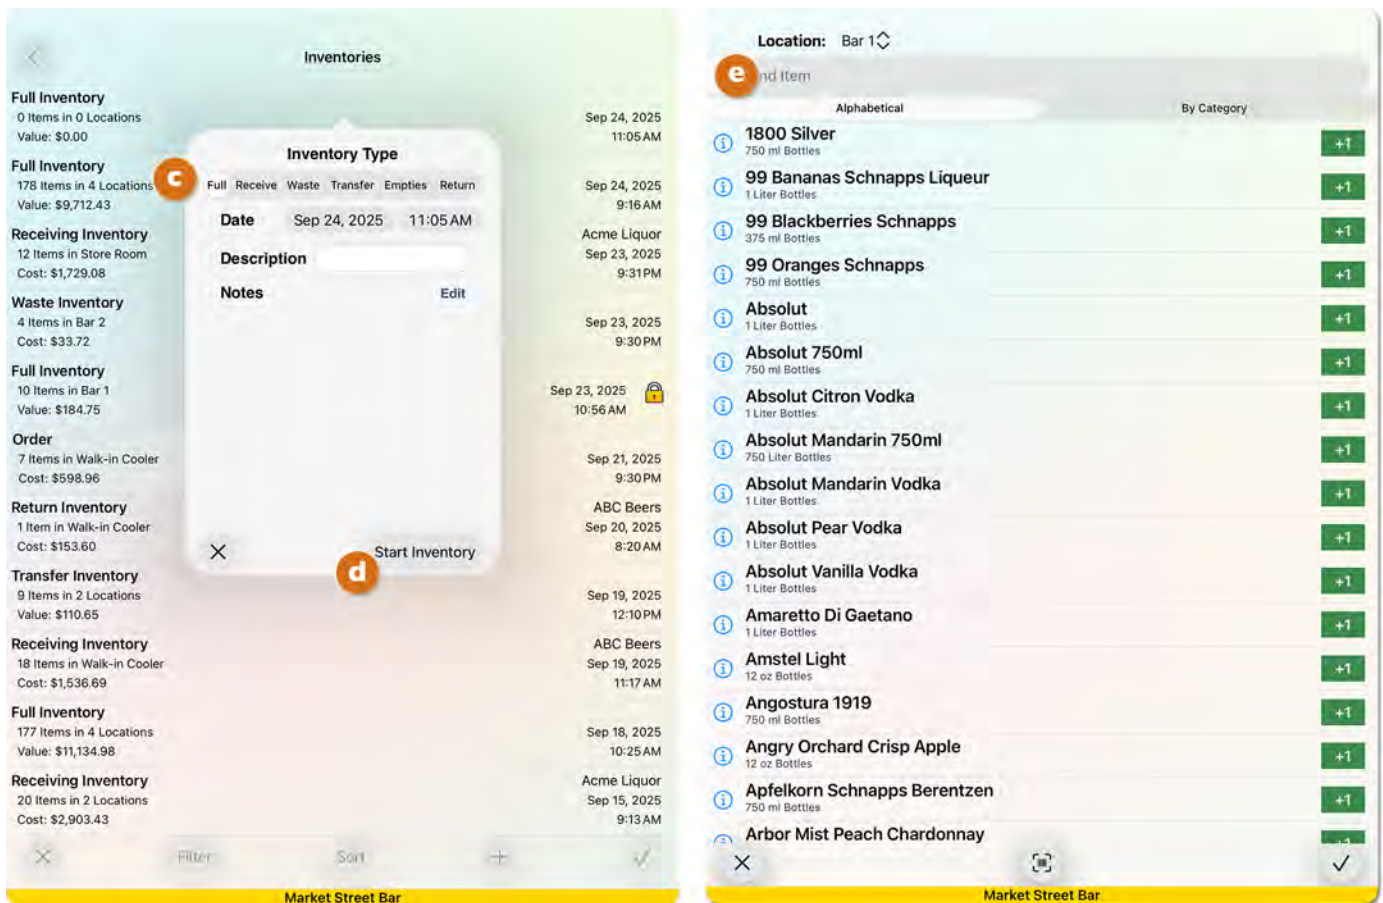 Inventories
Full Inventory
0 Items in 0 Locations
Sep 24, 2025
Value: $0.00
11:05 AM
Full Inventory
178 Items in 4 Locations
Sep 24, 2025
Value: $9,712.43
9:16 AM
Receiving Inventory
Acme Liquor
12 Items in Store Room
Sep 23, 2025
Cost: $1,729.08
9:31 PM
Waste Inventory
4 Items in Bar 2
Sep 23, 2025
Cost: $33.72
9:30 PM
Full Inventory
10 Items in Bar 1
Sep 23, 2025
Value: $184.75
10:56 AM
Order
7 Items in Walk-in Cooler
Sep 21, 2025
Cost: $598.96
9:30 PM
Return Inventory
ABC Beers
1 Item in Walk-in Cooler
Sep 20, 2025
Cost: $153.60
8:20 AM
Transfer Inventory
9 Items in 2 Locations
Sep 19, 2025
Value: $110.65
12:10 PM
Receiving Inventory
ABC Beers
18 Items in Walk-in Cooler
Sep 19, 2025
Cost: $1,536.69
11:17 AM
Full Inventory
177 Items in 4 Locations
Sep 18, 2025
Value: $11,134.98
10:25 AM
Receiving Inventory
Acme Liquor
20 Items in 2 Locations
Sep 15, 2025
Cost: $2,903.43
9:13 AM
Filter Sort
Market Street Bar
Inventory Type
c
Full Receive Waste Transfer Empties Return
Date Sep 24, 2025 11:05 AM
Description
Notes Edit
Start Inventory
d
Location: Bar 1
e
nd Item
Alphabetical By Category
1800 Silver
750 ml Bottles
+1
99 Bananas Schnapps Liqueur
1 Liter Bottles
+1
99 Blackberries Schnapps
375 ml Bottles
+1
99 Oranges Schnapps
750 ml Bottles
+1
Absolut
1 Liter Bottles
+1
Absolut 750ml
750 ml Bottles
+1
Absolut Citron Vodka
1 Liter Bottles
+1
Absolut Mandarin 750ml
750 Liter Bottles
+1
Absolut Mandarin Vodka
1 Liter Bottles
+1
Absolut Pear Vodka
1 Liter Bottles
+1
Absolut Vanilla Vodka
1 Liter Bottles
+1
Amaretto Di Gaetano
1 Liter Bottles
+1
Amstel Light
12 oz Bottles
+1
Angostura 1919
750 ml Bottles
+1
Angry Orchard Crisp Apple
12 oz Bottles
+1
Apfelkorn Schnapps Berentzen
750 ml Bottles
+1
Arbor Mist Peach Chardonnay
+1
Market Street Bar